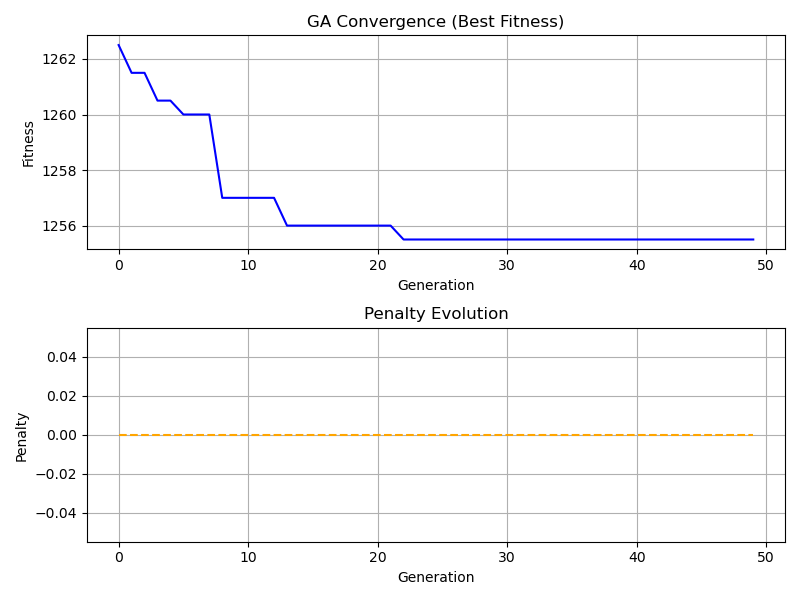 GA Convergence (Best Fitness)
Fitness
1262
1260
1258
1256
0 10 20 30 40 50
Generation
Penalty Evolution
Penalty
0.04
0.02
0.00
−0.02
−0.04
0 10 20 30 40 50
Generation